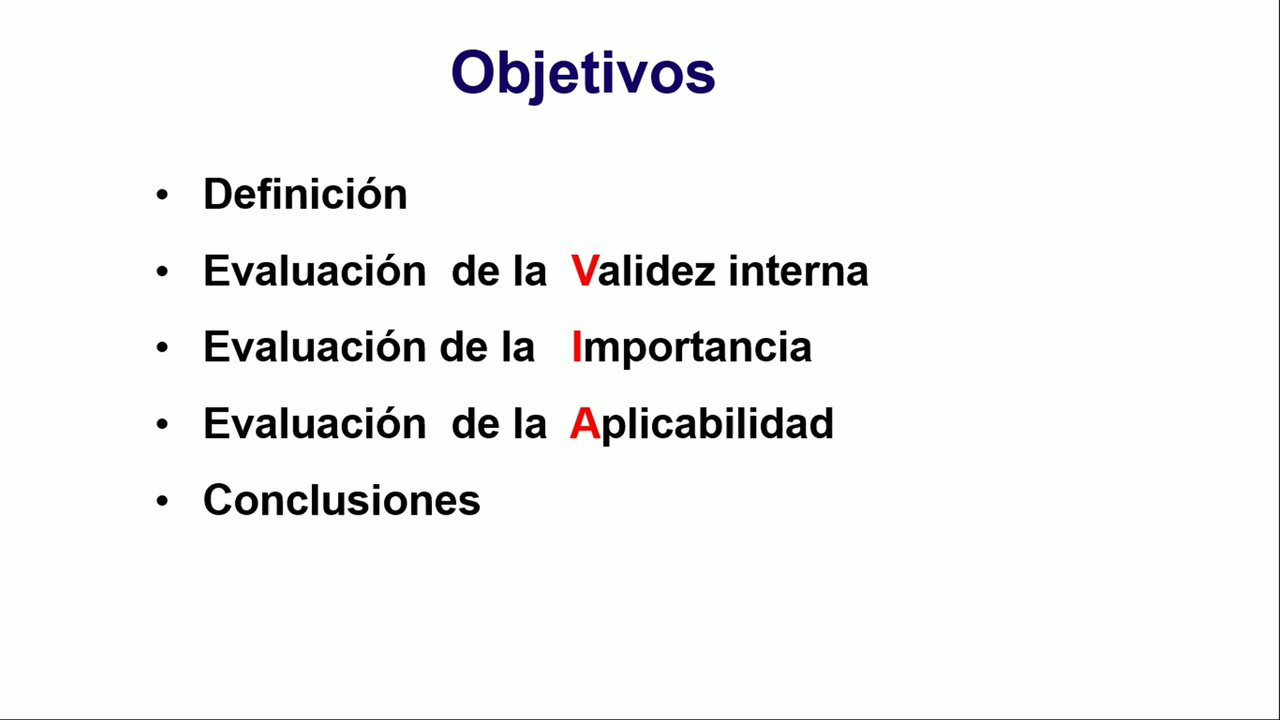 Objetivos
• Definición
• Evaluación de la Validez interna
• Evaluación de la Importancia
• Evaluación de la Aplicabilidad
• Conclusiones